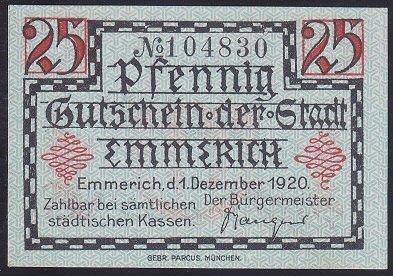 25 25
№104830
Pfennig
Gutschein·der·Stadt
EMMERICH
Emmerich, d. 1. Dezember 1920.
Zahlbar bei sämtlichen Der Bürgermeister
städtischen Kassen.
GEBR. PARCUS, MÜNCHEN.